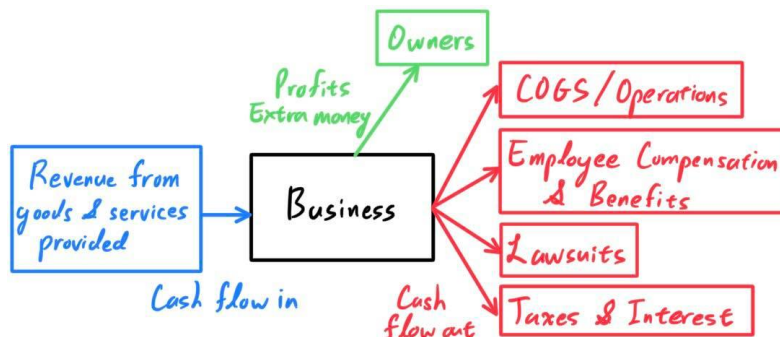 Owners
Profits
Extra money
COGS/Operations
Employee Compensation
& Benefits
Revenue from
goods & services
provided
Business
Lawsuits
Cash flow in
Cash
flow out
Taxes & Interest